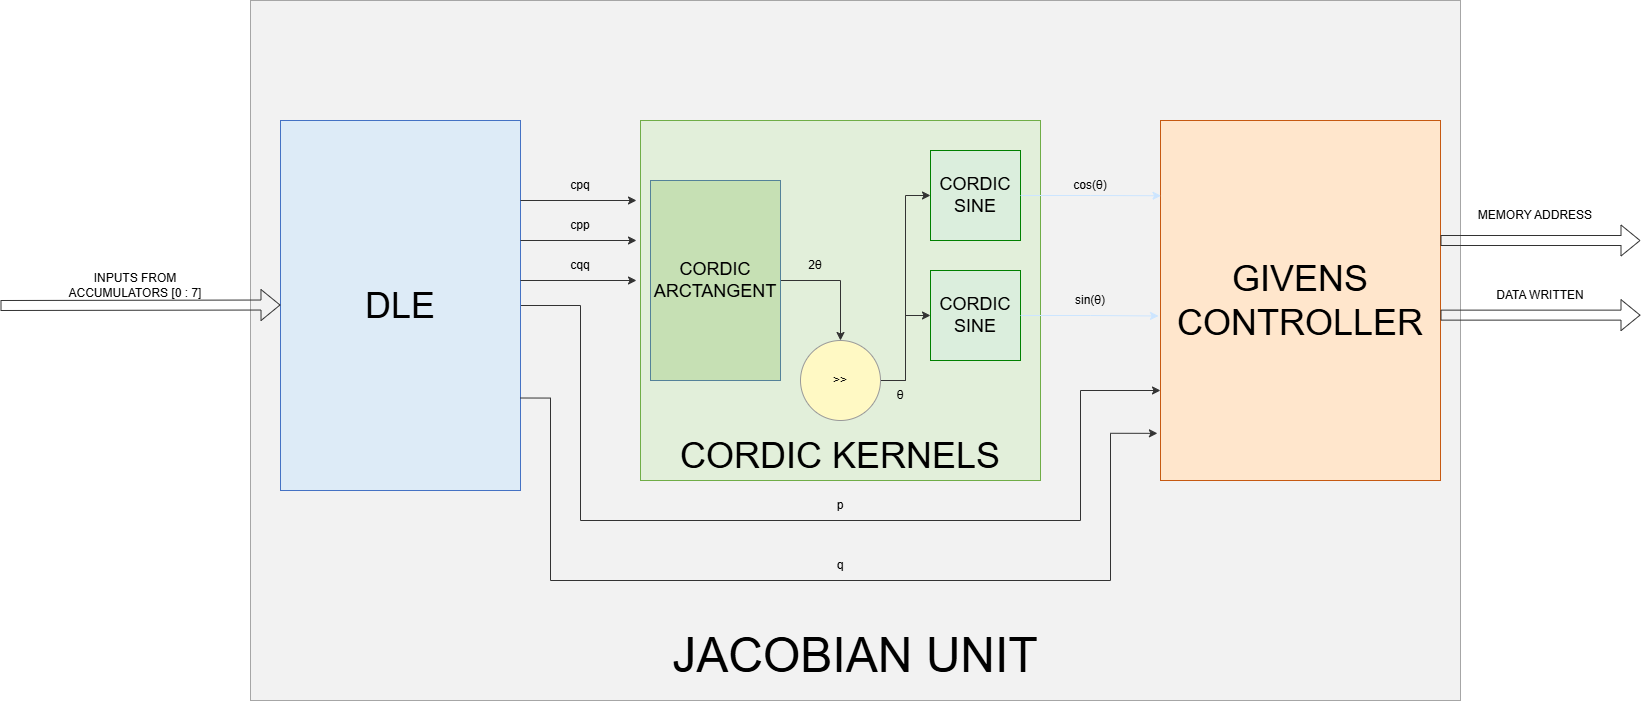 INPUTS FROM
ACCUMULATORS [0 : 7]
DLE
cpq
cpp
cqq
CORDIC
ARCTANGENT
2θ
>>
θ
CORDIC
SINE
CORDIC
SINE
CORDIC KERNELS
cos(θ)
sin(θ)
p
q
GIVENS
CONTROLLER
MEMORY ADDRESS
DATA WRITTEN
JACOBIAN UNIT